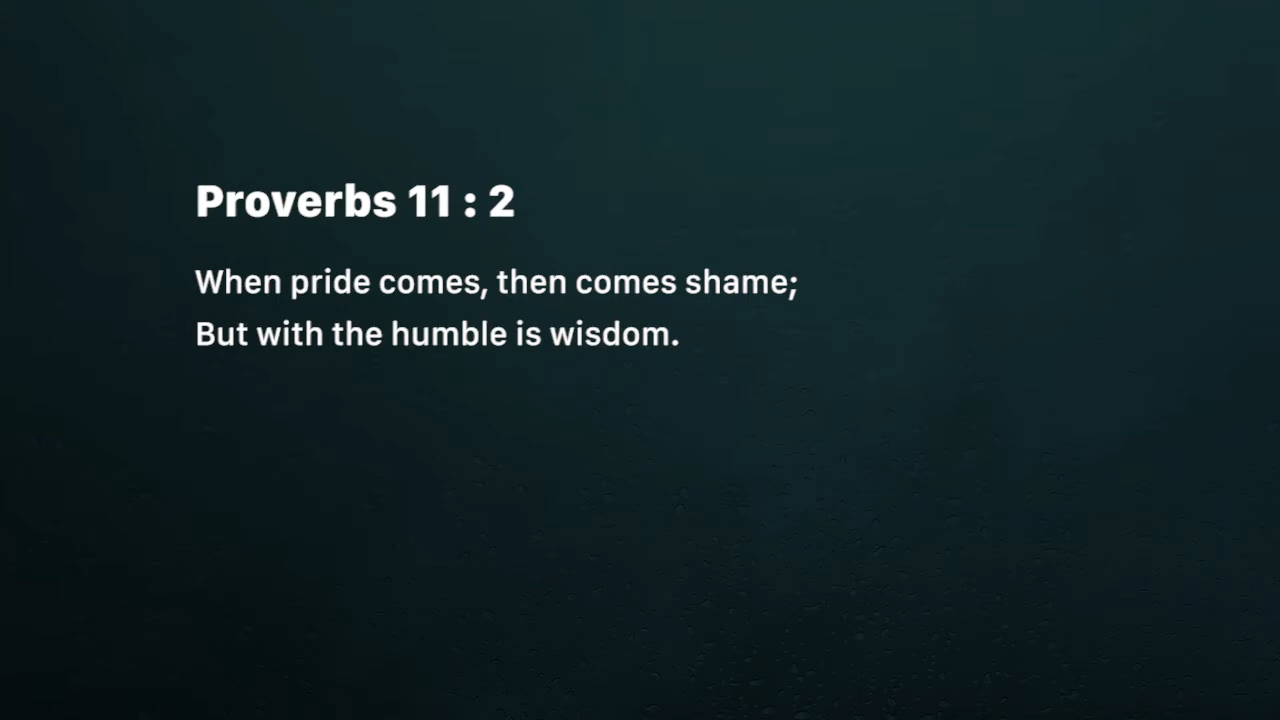 Proverbs 11 : 2
When pride comes, then comes shame;
But with the humble is wisdom.